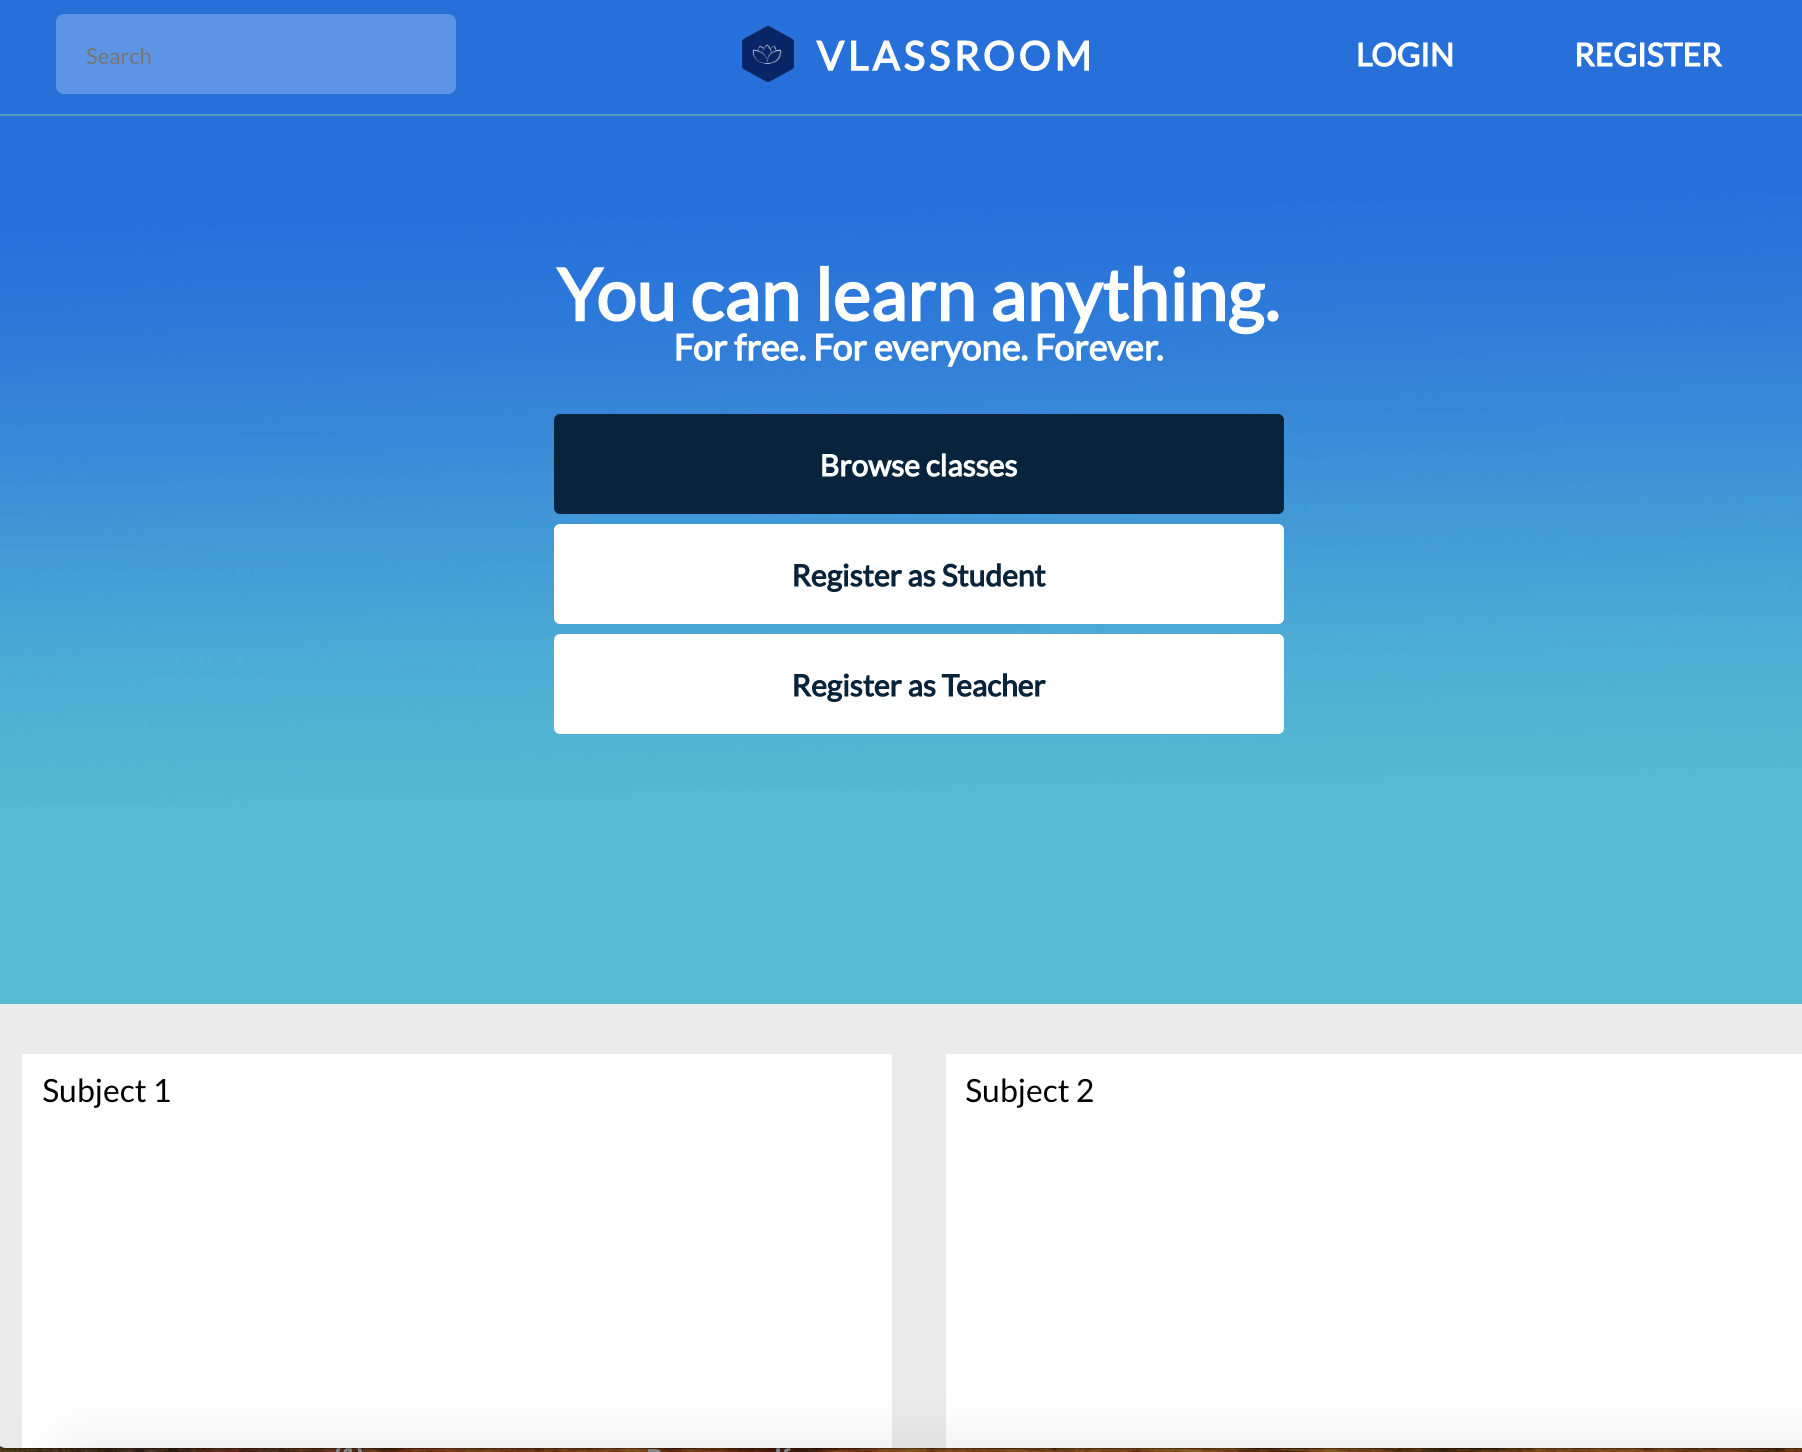 Search
VLASSROOM
LOGIN
REGISTER
You can learn anything.
For free. For everyone. Forever.
Browse classes
Register as Student
Register as Teacher
Subject 1
Subject 2